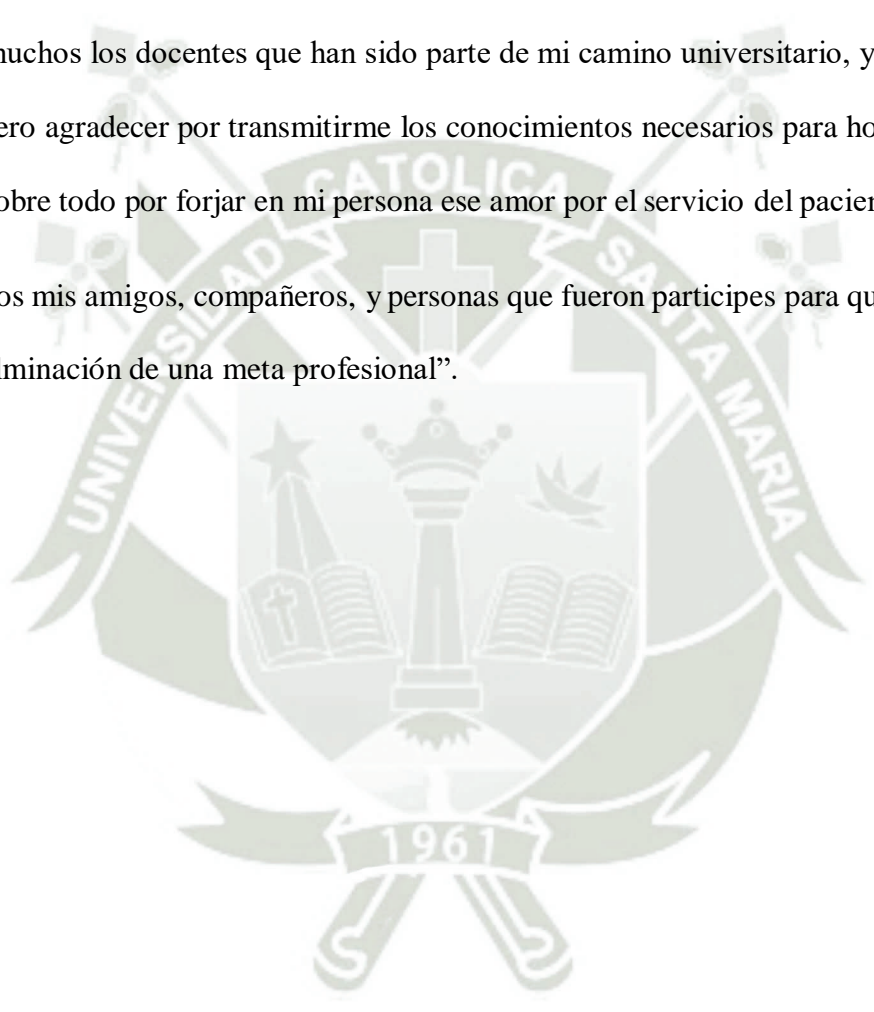 muchos los docentes que han sido parte de mi camino universitario, y
ero agradecer por transmitirme los conocimientos necesarios para ho
obre todo por forjar en mi persona ese amor por el servicio del pacien
os mis amigos, compañeros, y personas que fueron participes para qu
lminación de una meta profesional”.
UNIVERSILAD CATOLICA SANTA MARIA
1961